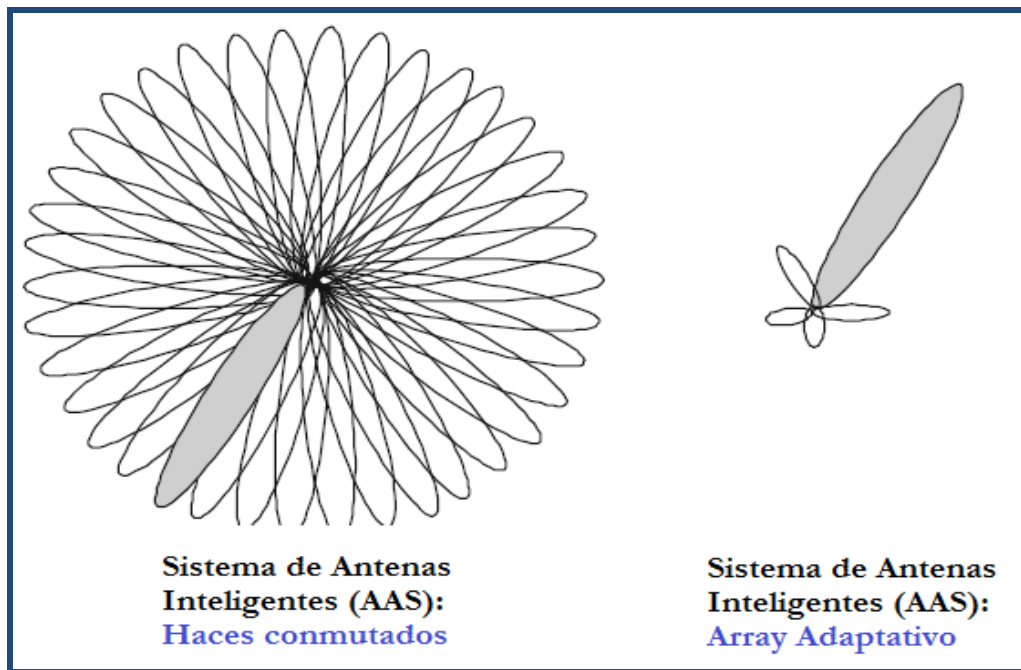 Sistema de Antenas
Inteligentes (AAS):
Haces conmutados
Sistema de Antenas
Inteligentes (AAS):
Array Adaptativo